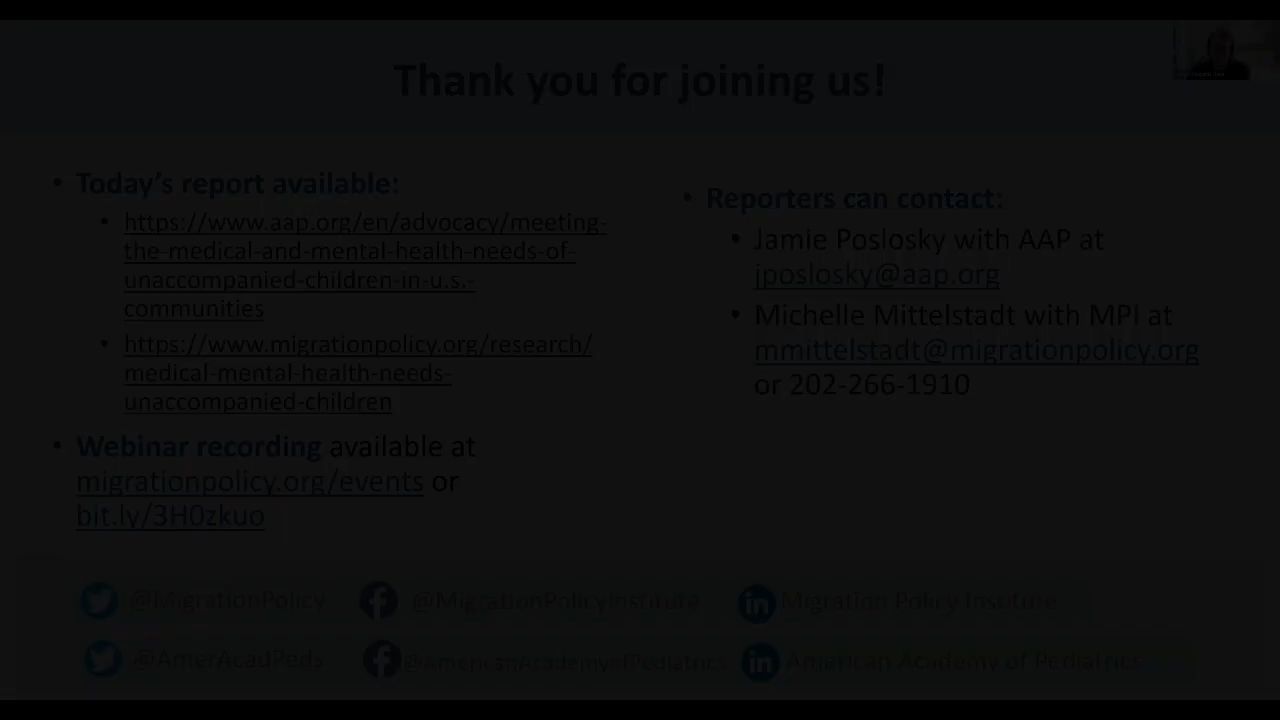 Thank you for joining us!
• Today's report available:
• https://www.aap.org/en/advocacy/meeting-
the-medical-and-mental-health-needs-of-
unaccompanied-children-in-u.s.-
communities
• https://www.migrationpolicy.org/research/
medical-mental-health-needs-
unaccompanied-children
• Webinar recording available at
migrationpolicy.org/events or
bit.ly/3H0zkuo
• Reporters can contact:
• Jamie Poslosky with AAP at
jposlosky@aap.org
• Michelle Mittelstadt with MPI at
mmittelstadt@migrationpolicy.org
or 202-266-1910
@MigrationPolicy @MigrationPolicyInstitute Migration Policy Institute
@AmerAcadPeds @AmericanAcademyofPediatrics American Academy of Pediatrics